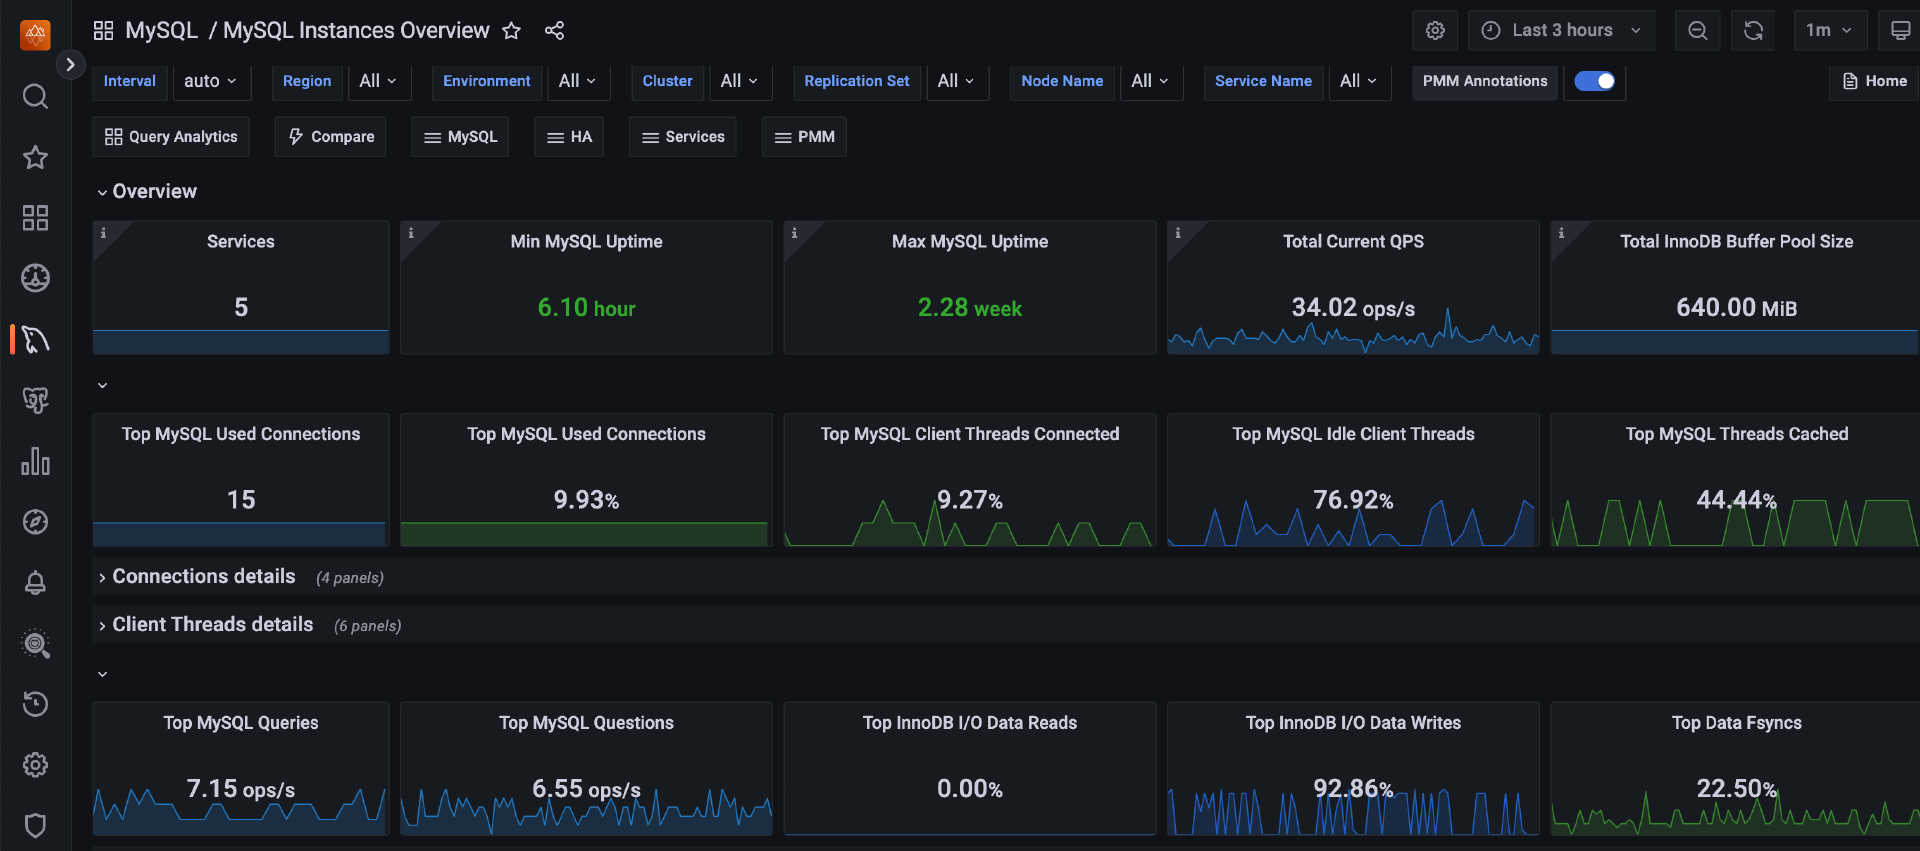 MySQL / MySQL Instances Overview
Last 3 hours
1m
Interval auto Region All Environment All Cluster All Replication Set All Node Name All Service Name All PMM Annotations Home
Query Analytics Compare MySQL HA Services PMM
Overview
Services Min MySQL Uptime Max MySQL Uptime Total Current QPS Total InnoDB Buffer Pool Size
5 6.10 hour 2.28 week 34.02 ops/s 640.00 MiB
Top MySQL Used Connections Top MySQL Used Connections Top MySQL Client Threads Connected Top MySQL Idle Client Threads Top MySQL Threads Cached
15 9.93% 9.27% 76.92% 44.44%
Connections details (4 panels)
Client Threads details (6 panels)
Top MySQL Queries Top MySQL Questions Top InnoDB I/O Data Reads Top InnoDB I/O Data Writes Top Data Fsyncs
7.15 ops/s 6.55 ops/s 0.00% 92.86% 22.50%